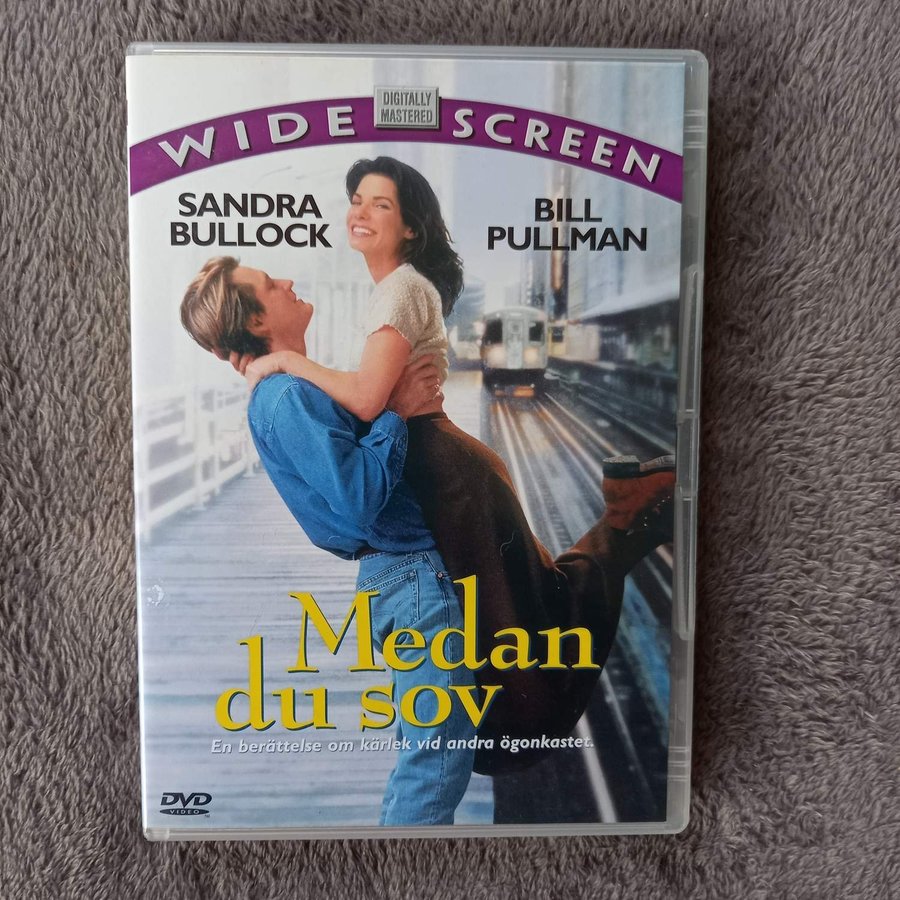 DIGITALLY
MASTERED
WIDE SCREEN
SANDRA
BULLOCK
BILL
PULLMAN
Medan
du sov
En berättelse om kärlek vid andra ögonkastet.
DVD
VIDEO